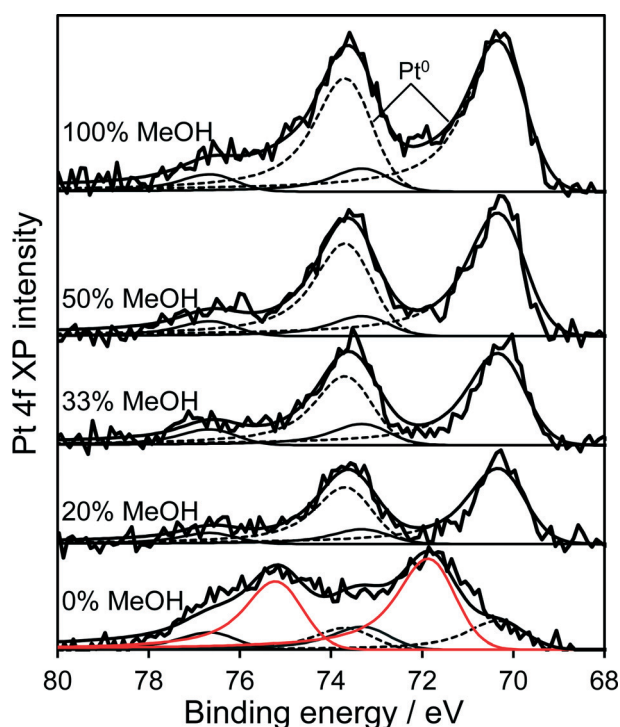 Pt⁰
100% MeOH
50% MeOH
33% MeOH
20% MeOH
0% MeOH
Pt 4f XP intensity
80 78 76 74 72 70 68
Binding energy / eV